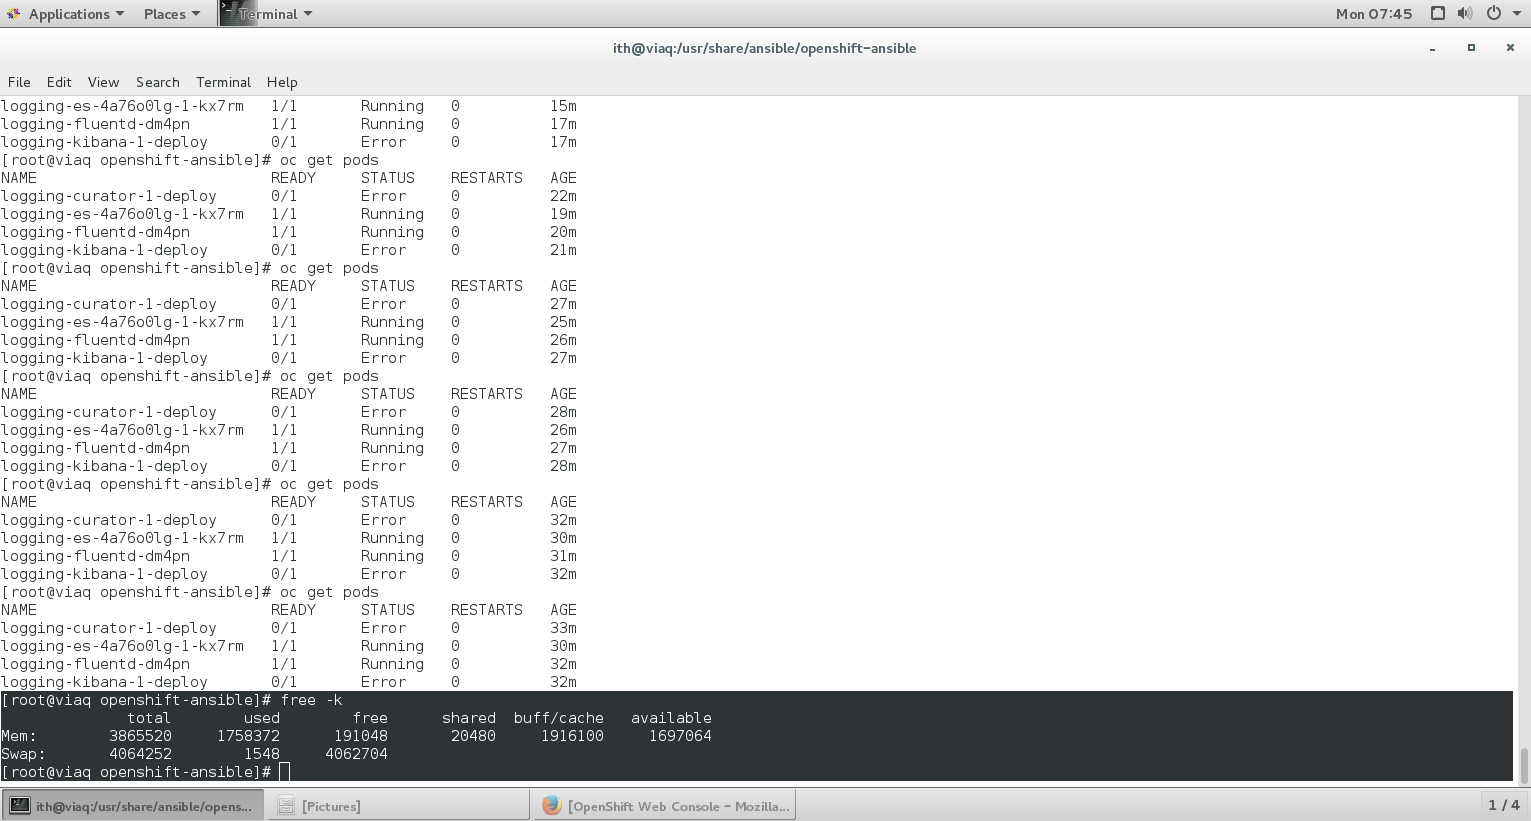 Applications Places Terminal Mon 07:45
ith@viaq:/usr/share/ansible/openshift-ansible
File Edit View Search Terminal Help
logging-es-4a76o0lg-1-kx7rm   1/1       Running   0          15m
logging-fluentd-dm4pn         1/1       Running   0          17m
logging-kibana-1-deploy       0/1       Error     0          17m
[root@viaq openshift-ansible]# oc get pods
NAME                          READY     STATUS    RESTARTS   AGE
logging-curator-1-deploy      0/1       Error     0          22m
logging-es-4a76o0lg-1-kx7rm   1/1       Running   0          19m
logging-fluentd-dm4pn         1/1       Running   0          20m
logging-kibana-1-deploy       0/1       Error     0          21m
[root@viaq openshift-ansible]# oc get pods
NAME                          READY     STATUS    RESTARTS   AGE
logging-curator-1-deploy      0/1       Error     0          27m
logging-es-4a76o0lg-1-kx7rm   1/1       Running   0          25m
logging-fluentd-dm4pn         1/1       Running   0          26m
logging-kibana-1-deploy       0/1       Error     0          27m
[root@viaq openshift-ansible]# oc get pods
NAME                          READY     STATUS    RESTARTS   AGE
logging-curator-1-deploy      0/1       Error     0          28m
logging-es-4a76o0lg-1-kx7rm   1/1       Running   0          26m
logging-fluentd-dm4pn         1/1       Running   0          27m
logging-kibana-1-deploy       0/1       Error     0          28m
[root@viaq openshift-ansible]# oc get pods
NAME                          READY     STATUS    RESTARTS   AGE
logging-curator-1-deploy      0/1       Error     0          32m
logging-es-4a76o0lg-1-kx7rm   1/1       Running   0          30m
logging-fluentd-dm4pn         1/1       Running   0          31m
logging-kibana-1-deploy       0/1       Error     0          32m
[root@viaq openshift-ansible]# oc get pods
NAME                          READY     STATUS    RESTARTS   AGE
logging-curator-1-deploy      0/1       Error     0          33m
logging-es-4a76o0lg-1-kx7rm   1/1       Running   0          30m
logging-fluentd-dm4pn         1/1       Running   0          32m
logging-kibana-1-deploy       0/1       Error     0          32m
[root@viaq openshift-ansible]# free -k
              total        used        free      shared  buff/cache   available
Mem:        3865520     1758372      191048       20480     1916100     1697064
Swap:       4064252        1548     4062704
[root@viaq openshift-ansible]#
ith@viaq:/usr/share/ansible/opens... [Pictures] [OpenShift Web Console - Mozilla... 1 / 4